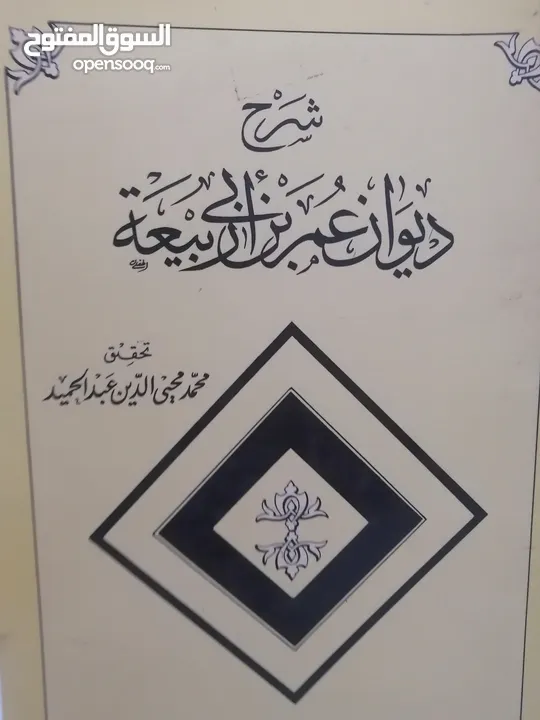 السوق المفتوح
opensooq.com
شرح
ديوان عمر بن أبي ربيعة
تحقيق
محمد محيي الدين عبد الحميد